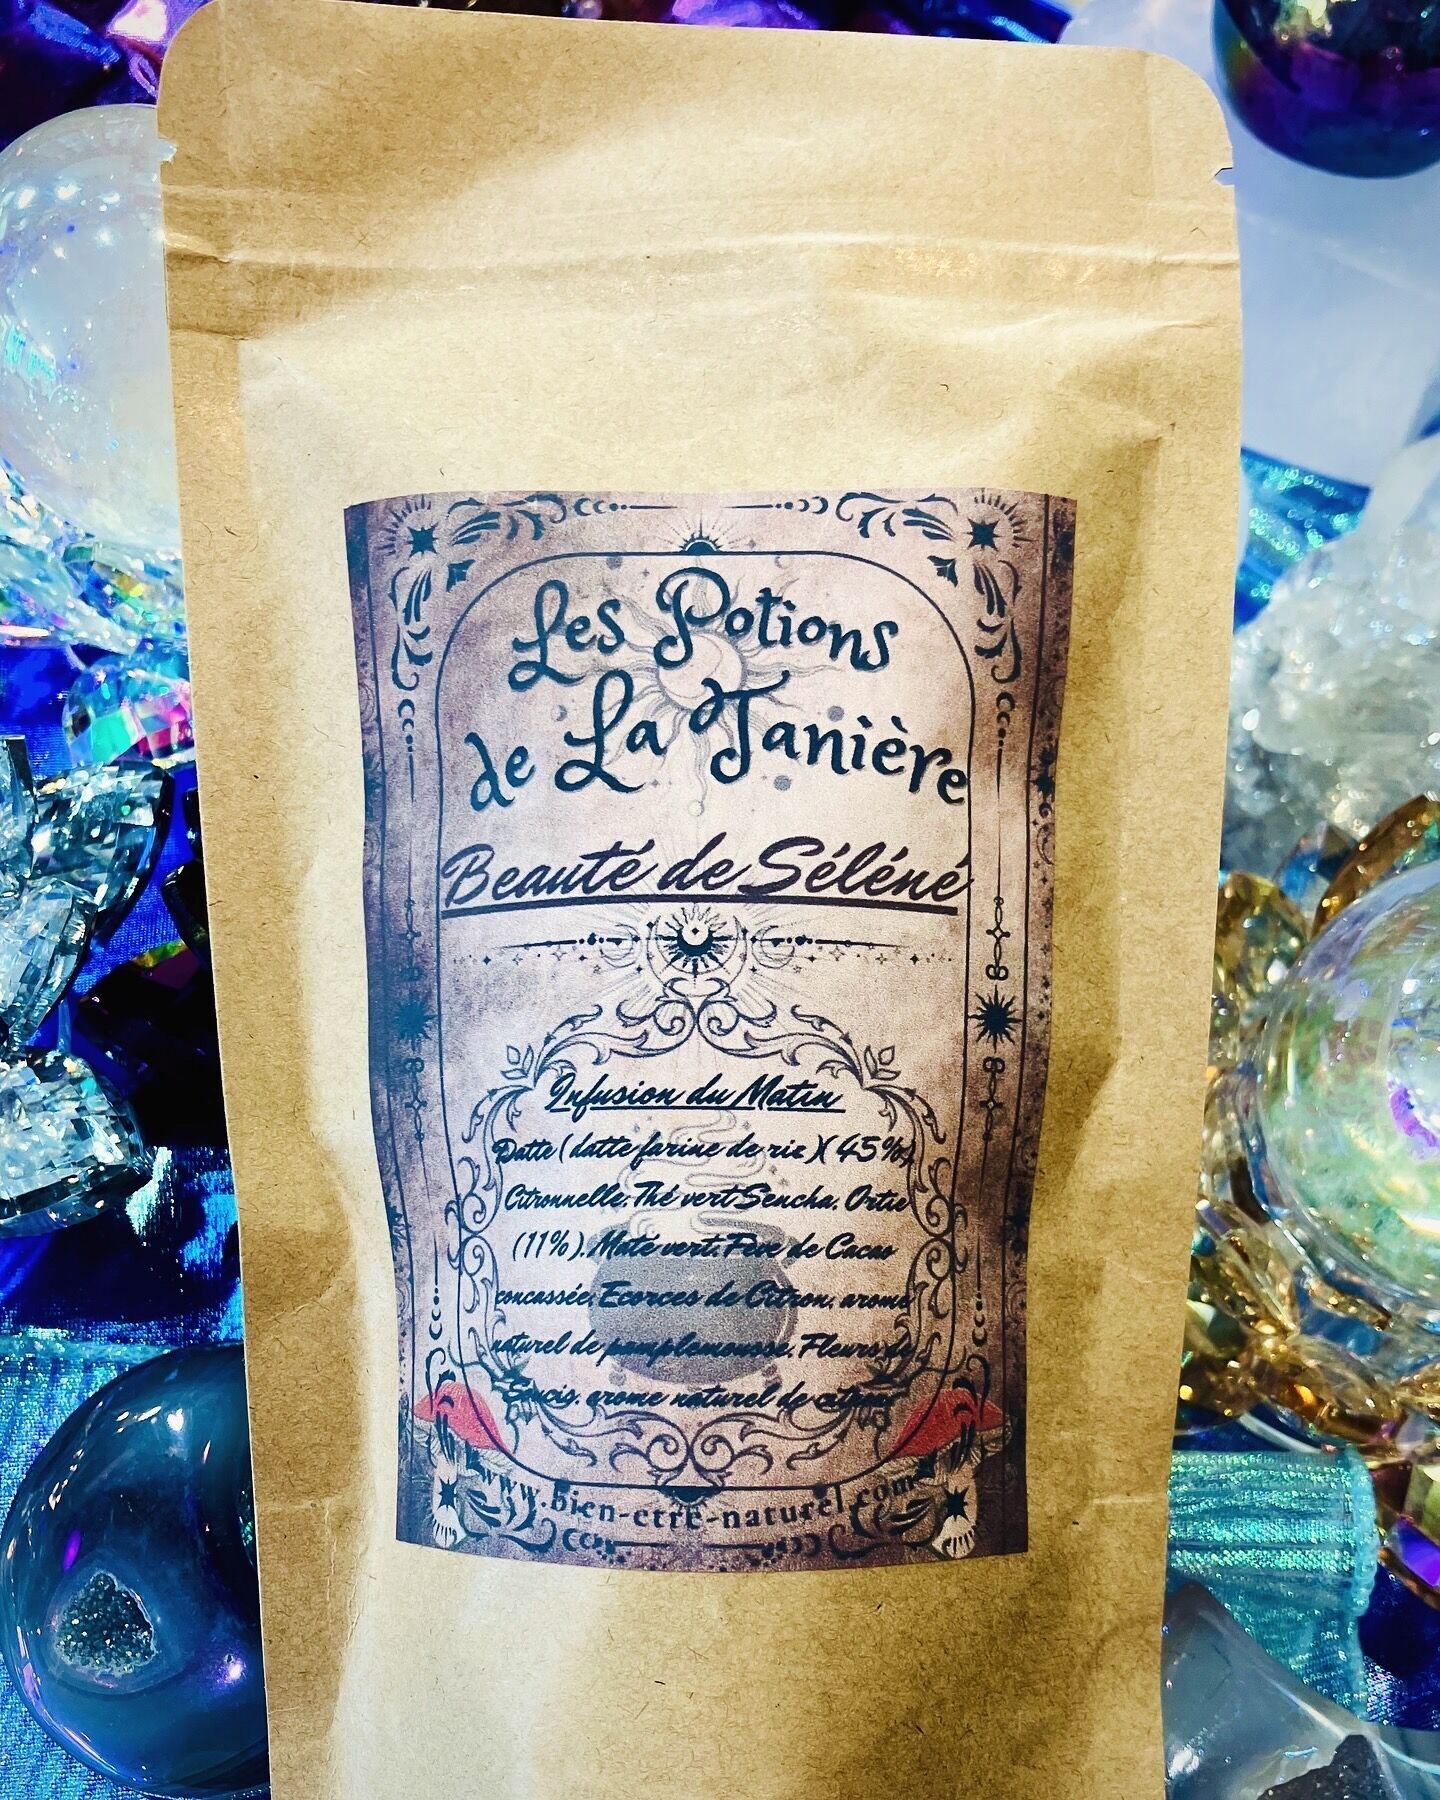 Les Potions
de La Tanière
Beauté de Séléné
Infusion du Matin
Datte (datte farine de riz)(45%)
Citronnelle, Thé vert Sencha, Ortie
(11%), Maté vert, Feve de Cacao
concassée, Ecorces de Citron, arome
naturel de pamplemousse, Fleurs de
Soucis, arome naturel de citron
www.bien-etre-naturel.com